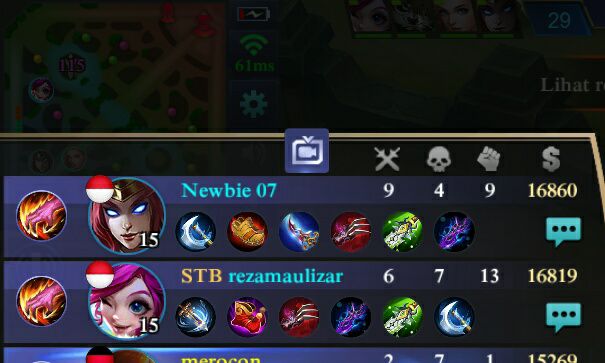 29
61ms
115
Lihat r
Newbie 07 9 4 9 16860
15
STB rezamaulizar 6 7 13 16819
15
merocon 2 7 1 15269